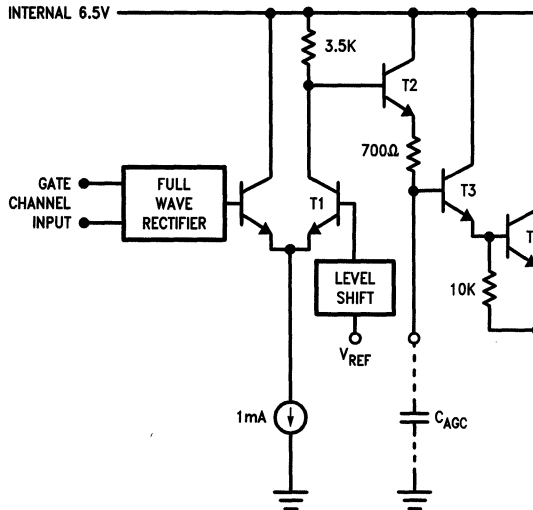 INTERNAL 6.5V
3.5K
T2
700Ω
GATE
CHANNEL
INPUT
FULL
WAVE
RECTIFIER
T1
T3
T
LEVEL
SHIFT
10K
VREF
1mA
CAGC